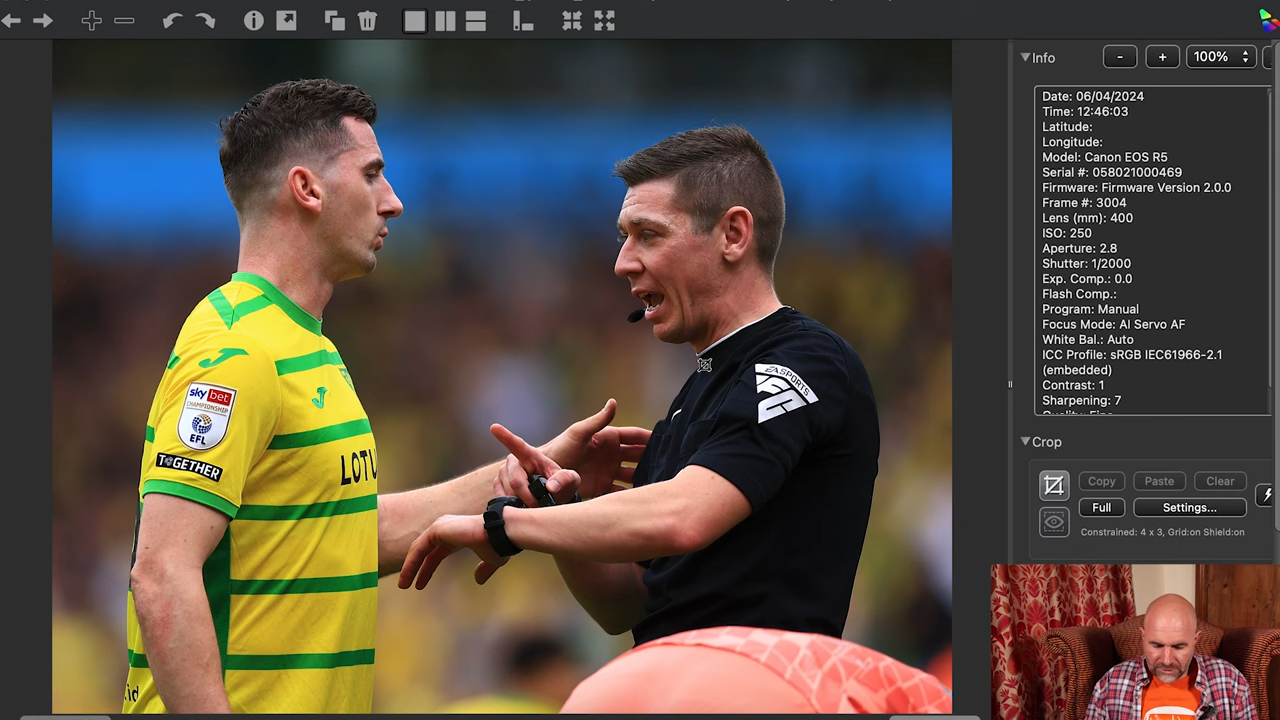 Info
-
+
100%
Date: 06/04/2024
Time: 12:46:03
Latitude:
Longitude:
Model: Canon EOS R5
Serial #: 058021000469
Firmware: Firmware Version 2.0.0
Frame #: 3004
Lens (mm): 400
ISO: 250
Aperture: 2.8
Shutter: 1/2000
Exp. Comp.: 0.0
Flash Comp.:
Program: Manual
Focus Mode: AI Servo AF
White Bal.: Auto
ICC Profile: sRGB IEC61966-2.1
(embedded)
Contrast: 1
Sharpening: 7
Quality: Fine
Crop
Copy Paste Clear
Full Settings...
Constrained: 4 x 3, Grid:on Shield:on
sky bet
CHAMPIONSHIP
EFL
TOGETHER
LOTU
EA SPORTS
FC
id